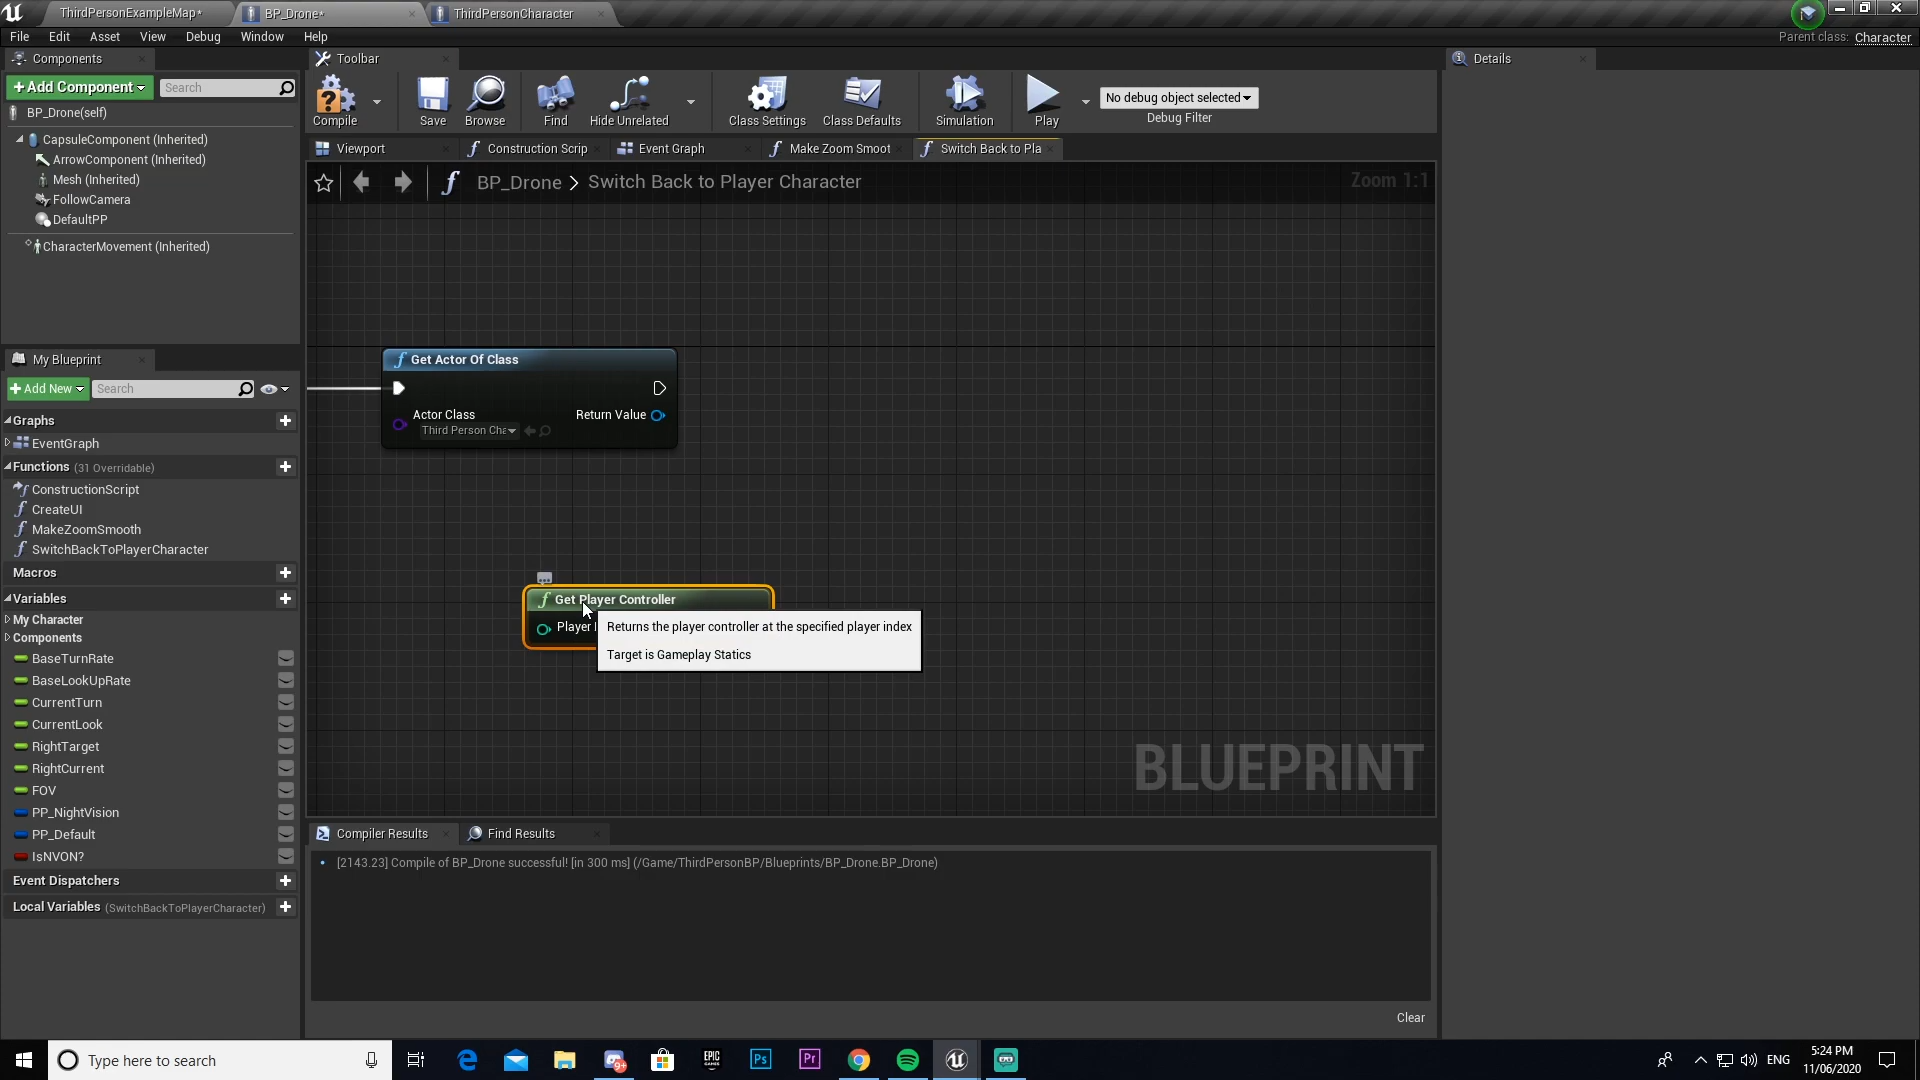 ThirdPersonExampleMap*
BP_Drone*
ThirdPersonCharacter
File Edit Asset View Debug Window Help
Parent class: Character
Components
Toolbar
Details
+Add Component
Search
BP_Drone(self)
CapsuleComponent (Inherited)
ArrowComponent (Inherited)
Mesh (Inherited)
FollowCamera
DefaultPP
CharacterMovement (Inherited)
Compile
Save
Browse
Find
Hide Unrelated
Class Settings
Class Defaults
Simulation
Play
No debug object selected
Debug Filter
Viewport
Construction Scrip
Event Graph
Make Zoom Smoot
Switch Back to Pla
BP_Drone > Switch Back to Player Character
Zoom 1:1
Get Actor Of Class
Actor Class
Third Person Cha
Return Value
Get Player Controller
Player I
Returns the player controller at the specified player index
Target is Gameplay Statics
BLUEPRINT
My Blueprint
+Add New
Search
Graphs
EventGraph
Functions (31 Overridable)
ConstructionScript
CreateUI
MakeZoomSmooth
SwitchBackToPlayerCharacter
Macros
Variables
My Character
Components
BaseTurnRate
BaseLookUpRate
CurrentTurn
CurrentLook
RightTarget
RightCurrent
FOV
PP_NightVision
PP_Default
IsNVON?
Event Dispatchers
Local Variables (SwitchBackToPlayerCharacter)
Compiler Results
Find Results
[2143.23] Compile of BP_Drone successful! [in 300 ms] (/Game/ThirdPersonBP/Blueprints/BP_Drone.BP_Drone)
Clear
Type here to search
9+
EPIC GAMES
Ps
Pr
ENG
5:24 PM
11/06/2020